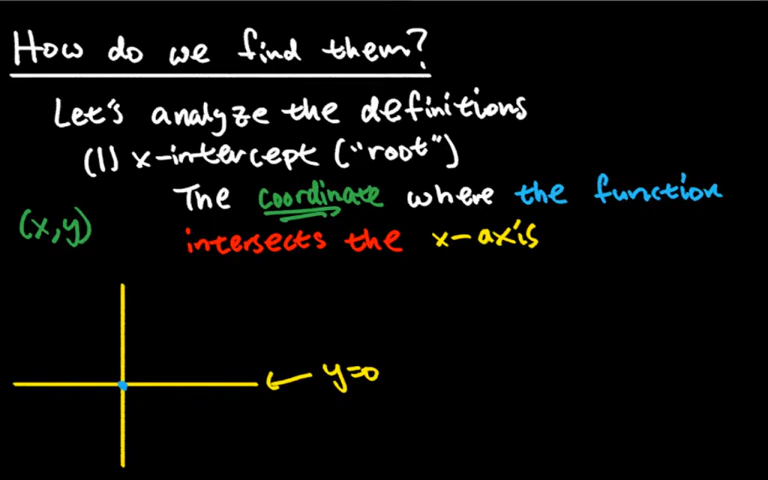 How do we find them?
Let's analyze the definitions
(1) x-intercept ("root")
The coordinate where the function
(x,y)
intersects the x-axis
y=0